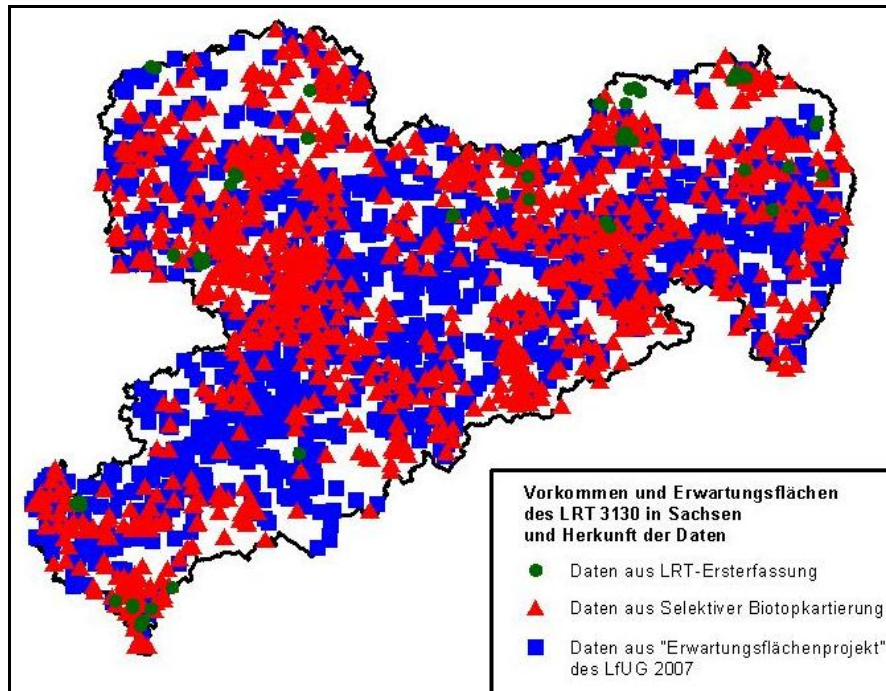 Vorkommen und Erwartungsflächen
des LRT 3130 in Sachsen
und Herkunft der Daten
Daten aus LRT-Ersterfassung
Daten aus Selektiver Biotopkartierung
Daten aus "Erwartungsflächenprojekt"
des LfUG 2007